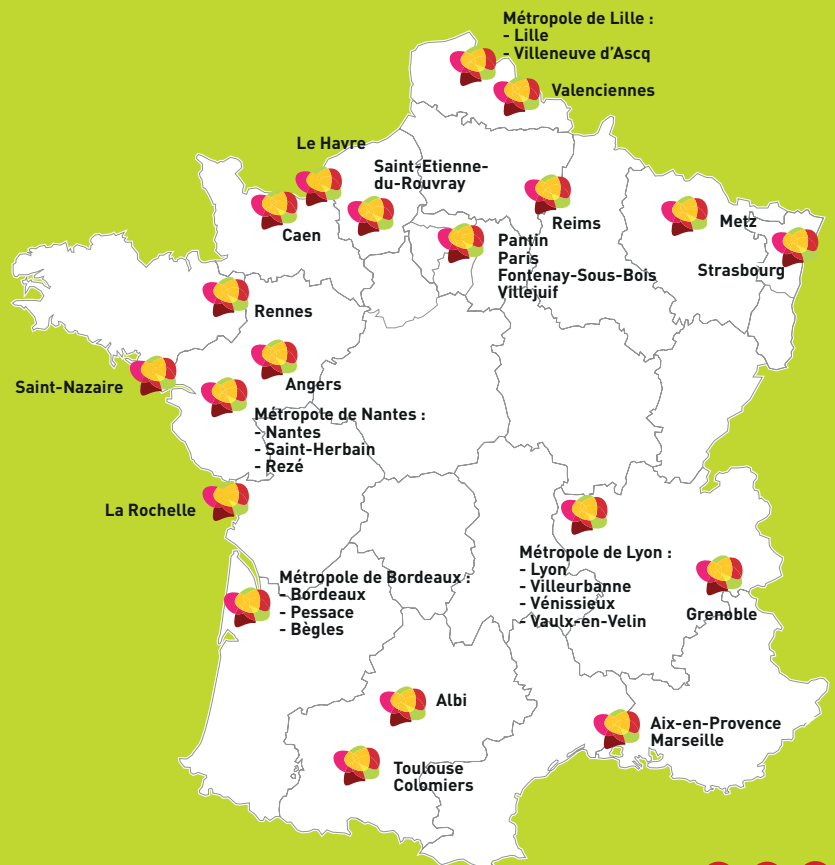 Métropole de Lille :
- Lille
- Villeneuve d'Ascq
Valenciennes
Le Havre
Saint-Etienne-
du-Rouvray
Caen
Reims
Metz
Strasbourg
Pantin
Paris
Fontenay-Sous-Bois
Villejuif
Rennes
Saint-Nazaire
Angers
Métropole de Nantes :
- Nantes
- Saint-Herbain
- Rezé
La Rochelle
Métropole de Bordeaux :
- Bordeaux
- Pessace
- Bègles
Métropole de Lyon :
- Lyon
- Villeurbanne
- Vénissieux
- Vaulx-en-Velin
Grenoble
Albi
Toulouse
Colomiers
Aix-en-Provence
Marseille